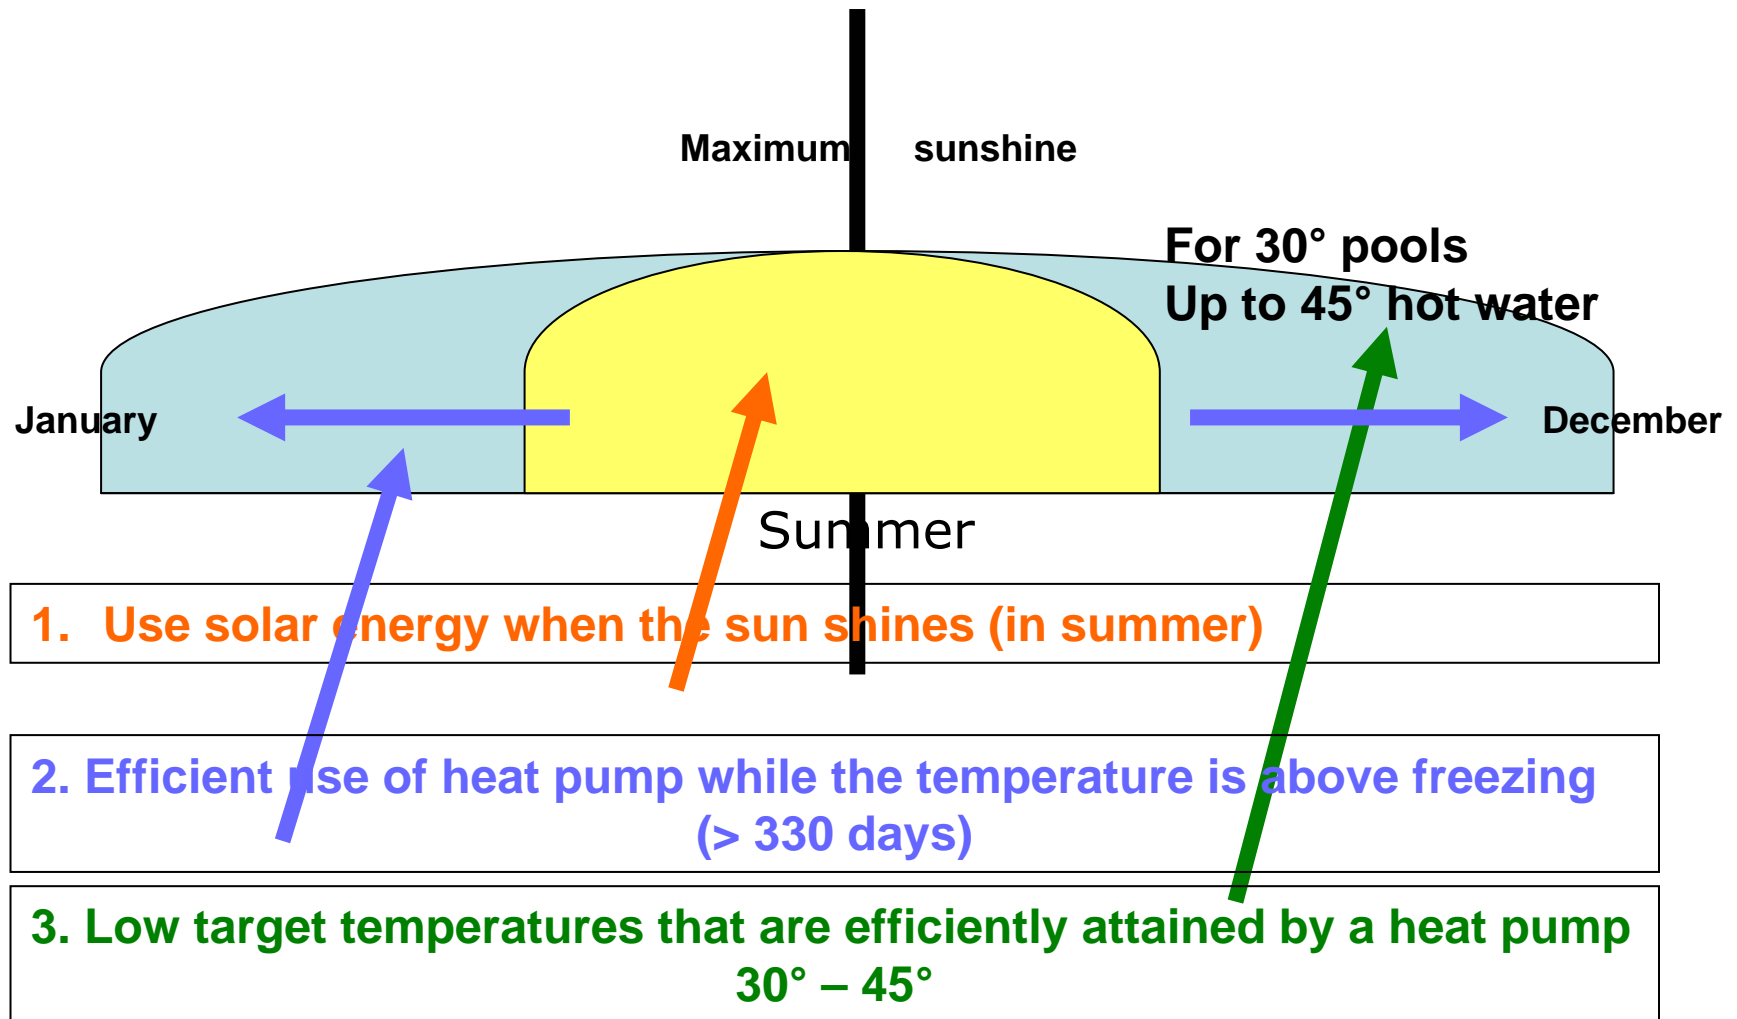 Maximum sunshine
For 30° pools
Up to 45° hot water
January
December
Summer
1. Use solar energy when the sun shines (in summer)
2. Efficient use of heat pump while the temperature is above freezing
(> 330 days)
3. Low target temperatures that are efficiently attained by a heat pump
30° – 45°